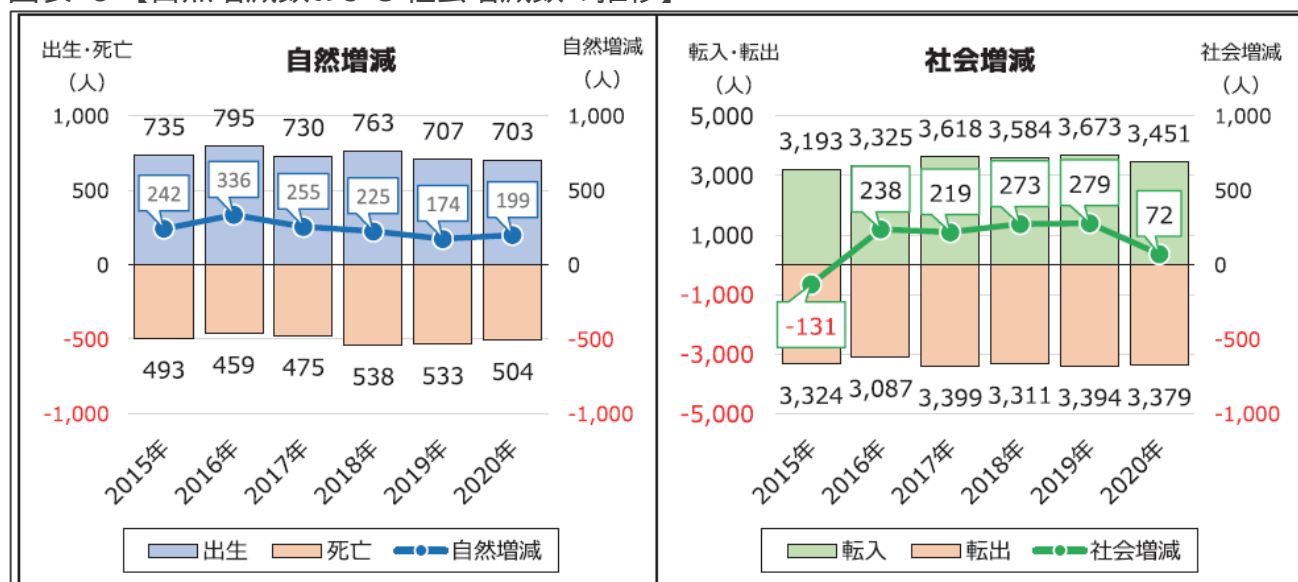 出生・死亡
(人)
自然増減
自然増減
(人)
1,000
500
0
-500
-1,000
735 795 730 763 707 703
242 336 255 225 174 199
493 459 475 538 533 504
1,000
500
0
-500
-1,000
2015年 2016年 2017年 2018年 2019年 2020年
出生 死亡 自然増減
転入・転出
(人)
社会増減
社会増減
(人)
5,000
3,000
1,000
-1,000
-3,000
-5,000
3,193 3,325 3,618 3,584 3,673 3,451
-131 238 219 273 279 72
3,324 3,087 3,399 3,311 3,394 3,379
1,000
500
0
-500
-1,000
2015年 2016年 2017年 2018年 2019年 2020年
転入 転出 社会増減